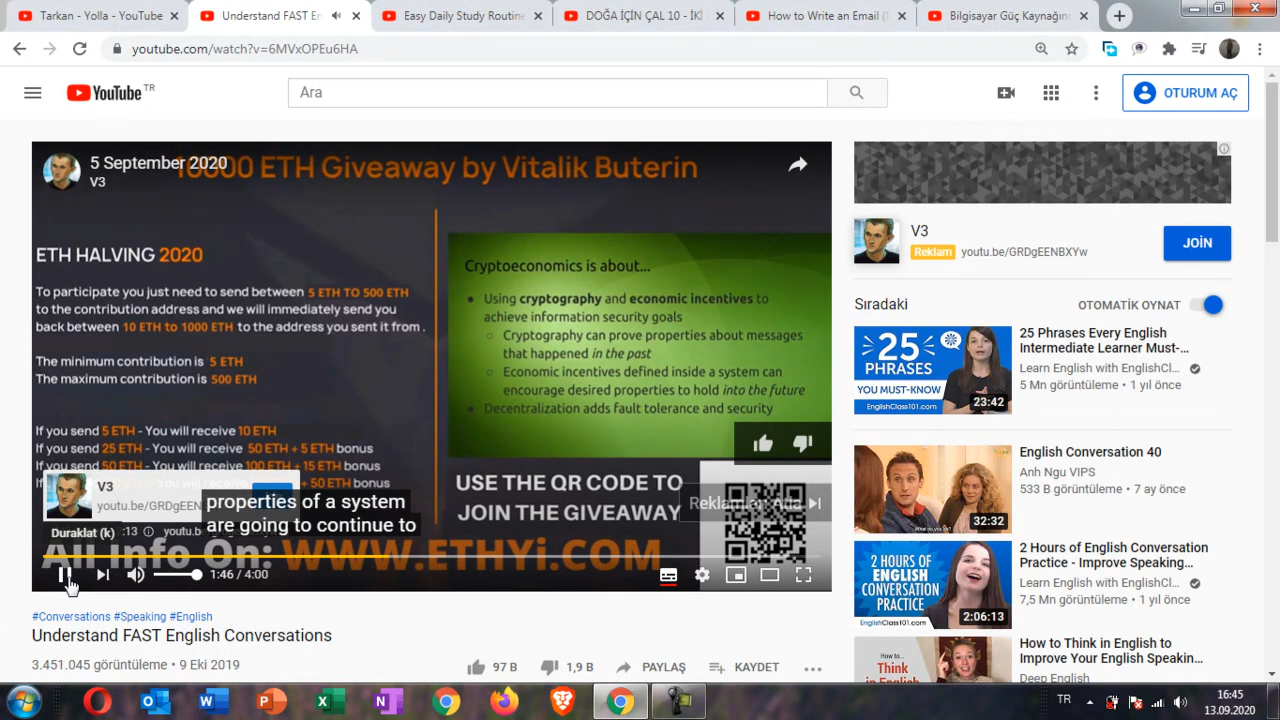 Tarkan - Yolla - YouTube
Understand FAST En
Easy Daily Study Routine
DOĞA İÇİN ÇAL 10 - İKİ
How to Write an Email (
Bilgisayar Güç Kaynağınd
youtube.com/watch?v=6MVxOPEu6HA
YouTube TR
Ara
OTURUM AÇ
5 September 2020
V3
10000 ETH Giveaway by Vitalik Buterin
ETH HALVING 2020
To participate you just need to send between 5 ETH TO 500 ETH
to the contribution address and we will immediately send you
back between 10 ETH to 1000 ETH to the address you sent it from .
The minimum contribution is 5 ETH
The maximum contribution is 500 ETH
If you send 5 ETH - You will receive 10 ETH
If you send 25 ETH - You will receive 50 ETH + 5 ETH bonus
If you send 50 ETH - You will receive 100 ETH + 15 ETH bonus
+ 50 ETH bonus
Cryptoeconomics is about...
Using cryptography and economic incentives to
achieve information security goals
Cryptography can prove properties about messages
that happened in the past
Economic incentives defined inside a system can
encourage desired properties to hold into the future
Decentralization adds fault tolerance and security
USE THE QR CODE TO
JOIN THE GIVEAWAY
Reklamları Atla
V3
youtu.be/GRDgEEN
properties of a system
are going to continue to
Duraklat (k)
:13
youtu.b
All Info On: WWW.ETHYi.COM
1:46 / 4:00
#Conversations #Speaking #English
Understand FAST English Conversations
3.451.045 görüntüleme • 9 Eki 2019
97 B
1,9 B
PAYLAŞ
KAYDET
V3
Reklam youtu.be/GRDgEENBXYw
JOİN
Sıradaki
OTOMATİK OYNAT
25 PHRASES
YOU MUST-KNOW
EnglishClass101.com
23:42
25 Phrases Every English
Intermediate Learner Must-...
Learn English with EnglishCl...
5 Mn görüntüleme • 1 yıl önce
32:32
English Conversation 40
Anh Ngu VIPS
533 B görüntüleme • 7 ay önce
2 HOURS OF
ENGLISH
CONVERSATION
PRACTICE
EnglishClass101.com
2:06:13
2 Hours of English Conversation
Practice - Improve Speaking...
Learn English with EnglishCl...
7,5 Mn görüntüleme • 1 yıl önce
How to...
Think
in English
How to Think in English to
Improve Your English Speakin...
Deep English
TR
16:45
13.09.2020